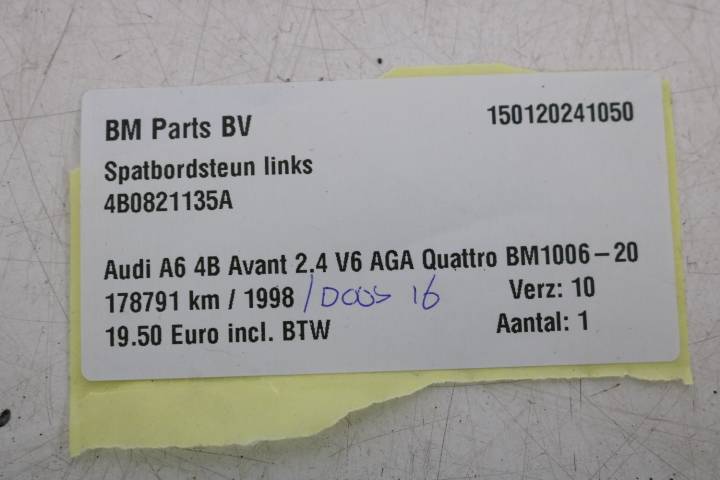 BM Parts BV 150120241050
Spatbordsteun links
4B0821135A
Audi A6 4B Avant 2.4 V6 AGA Quattro BM1006-20
178791 km / 1998 / Doos 16 Verz: 10
19.50 Euro incl. BTW Aantal: 1